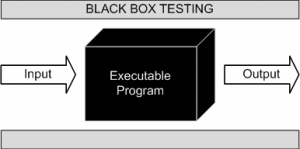 BLACK BOX TESTING
Input
Executable
Program
Output